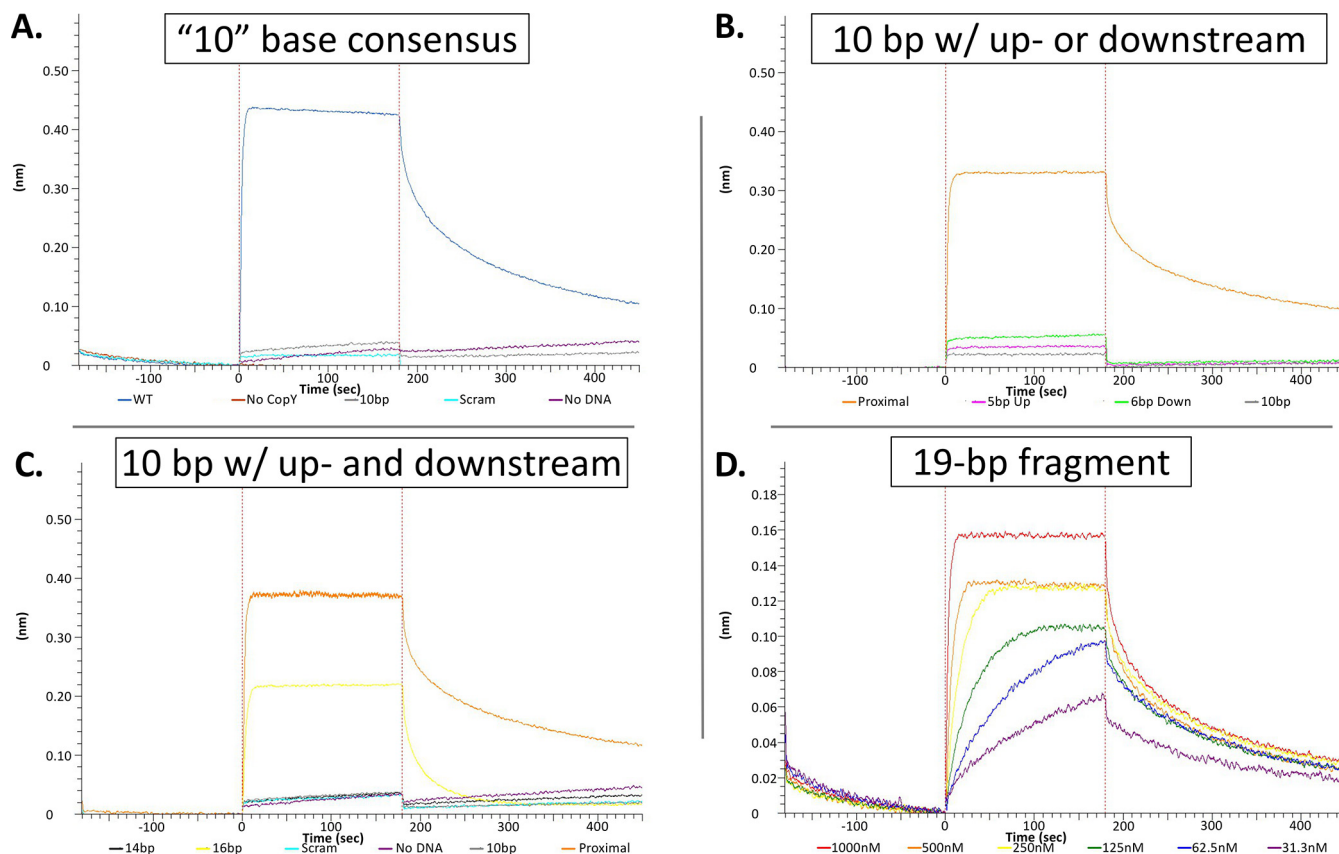 A.
“10” base consensus
0.50
0.40
(nm)
0.30
0.20
0.10
0
-100 0 100 200 300 400
Time (sec)
WT No CopY 10bp Scram No DNA
B.
10 bp w/ up- or downstream
0.50
0.40
(nm)
0.30
0.20
0.10
0
-100 0 100 200 300 400
Time (sec)
Proximal 5bp Up 6bp Down 10bp
C.
10 bp w/ up- and downstream
0.50
0.40
(nm)
0.30
0.20
0.10
0
-100 0 100 200 300 400
Time (sec)
14bp 16bp Scram No DNA 10bp Proximal
D.
19-bp fragment
0.18
0.16
0.14
0.12
(nm)
0.10
0.08
0.06
0.04
0.02
0
-100 0 100 200 300 400
Time (sec)
1000nM 500nM 250nM 125nM 62.5nM 31.3nM